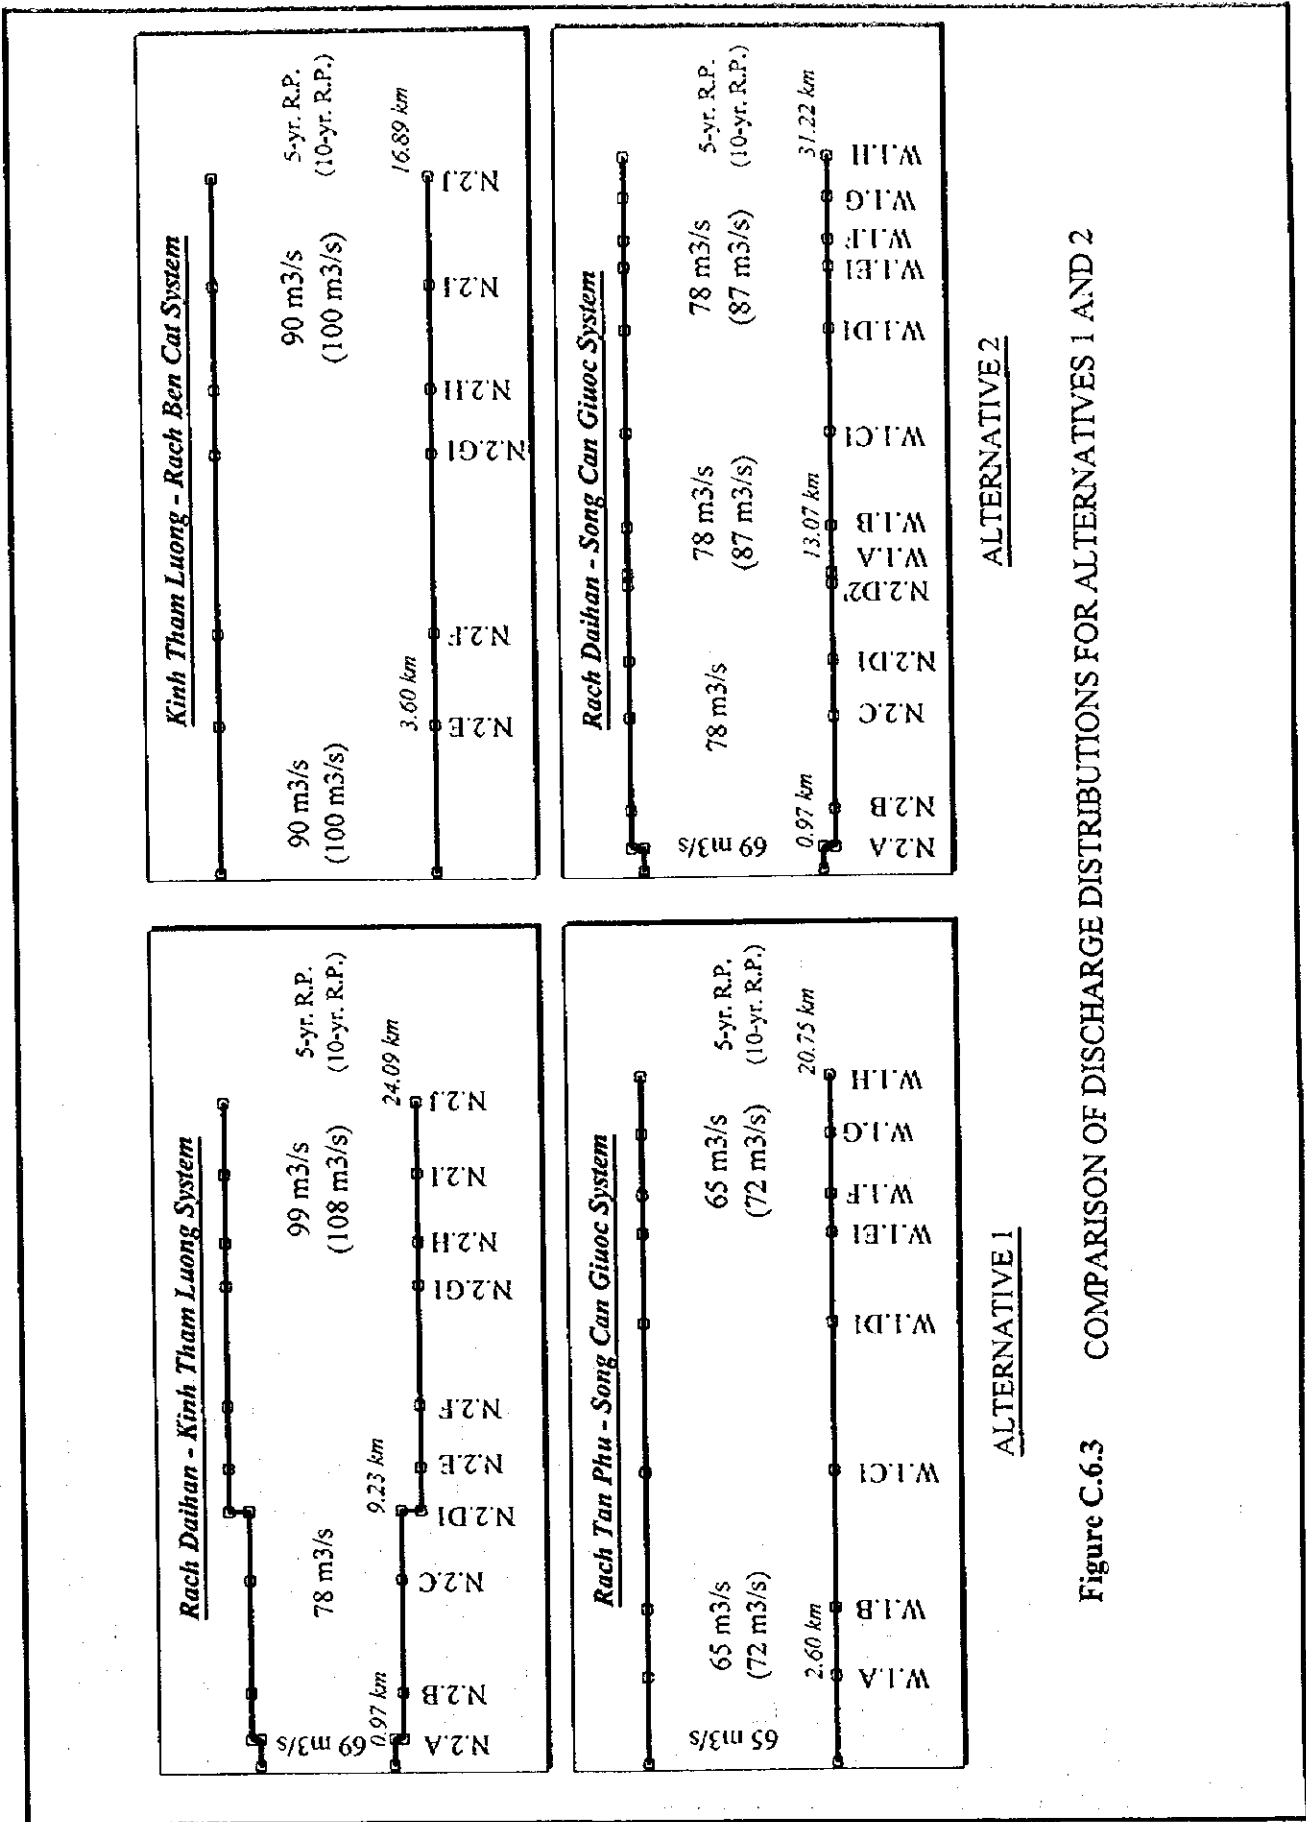 Rach Daihan - Kinh Tham Luong System
69 m3/s
78 m3/s
99 m3/s
(108 m3/s)
5-yr. R.P.
(10-yr. R.P.)
0.97 km
9.23 km
24.09 km
N.2.A
N.2.B
N.2.C
N.2.D1
N.2.E
N.2.F
N.2.G1
N.2.H
N.2.I
N.2.J
Kinh Tham Luong - Rach Ben Cat System
90 m3/s
(100 m3/s)
90 m3/s
(100 m3/s)
5-yr. R.P.
(10-yr. R.P.)
3.60 km
16.89 km
N.2.E
N.2.F
N.2.G1
N.2.H
N.2.I
N.2.J
Rach Tan Phu - Song Can Giuoc System
65 m3/s
65 m3/s
(72 m3/s)
65 m3/s
(72 m3/s)
5-yr. R.P.
(10-yr. R.P.)
2.60 km
20.75 km
W.1.A
W.1.B
W.1.C1
W.1.D1
W.1.E1
W.1.F
W.1.G
W.1.H
Rach Daihan - Song Can Giuoc System
69 m3/s
78 m3/s
78 m3/s
(87 m3/s)
78 m3/s
(87 m3/s)
5-yr. R.P.
(10-yr. R.P.)
0.97 km
13.07 km
31.22 km
N.2.A
N.2.B
N.2.C
N.2.D1
N.2.D2'
W.1.A
W.1.B
W.1.C1
W.1.D1
W.1.E1
W.1.F
W.1.G
W.1.H
ALTERNATIVE 1
ALTERNATIVE 2
Figure C.6.3 COMPARISON OF DISCHARGE DISTRIBUTIONS FOR ALTERNATIVES 1 AND 2